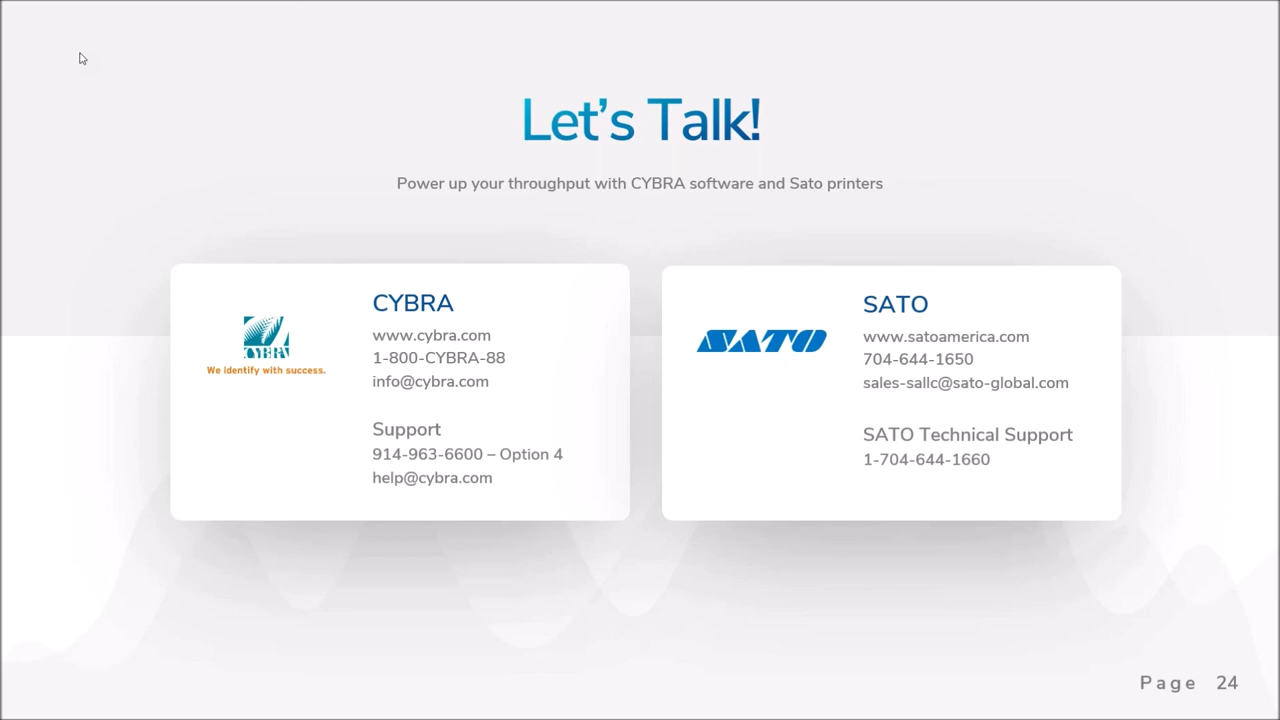 Let's Talk!
Power up your throughput with CYBRA software and Sato printers
CYBRA
We identify with success.
CYBRA
www.cybra.com
1-800-CYBRA-88
info@cybra.com
Support
914-963-6600 – Option 4
help@cybra.com
SATO
SATO
www.satoamerica.com
704-644-1650
sales-sallc@sato-global.com
SATO Technical Support
1-704-644-1660
Page 24